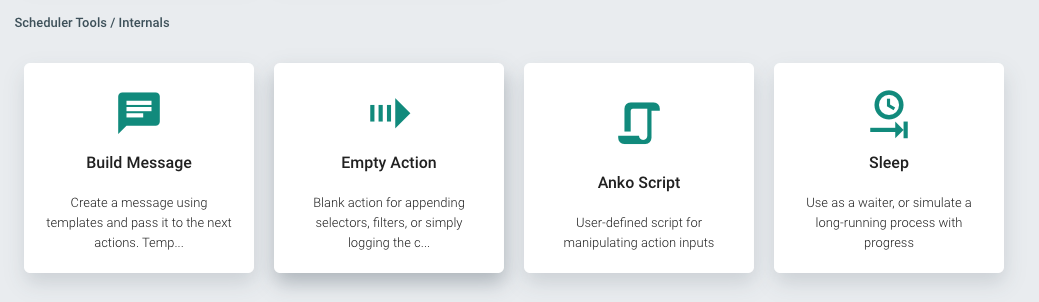 Scheduler Tools / Internals
Build Message
Create a message using
templates and pass it to the next
actions. Temp...
Empty Action
Blank action for appending
selectors, filters, or simply
logging the c...
Anko Script
User-defined script for
manipulating action inputs
Sleep
Use as a waiter, or simulate a
long-running process with
progress